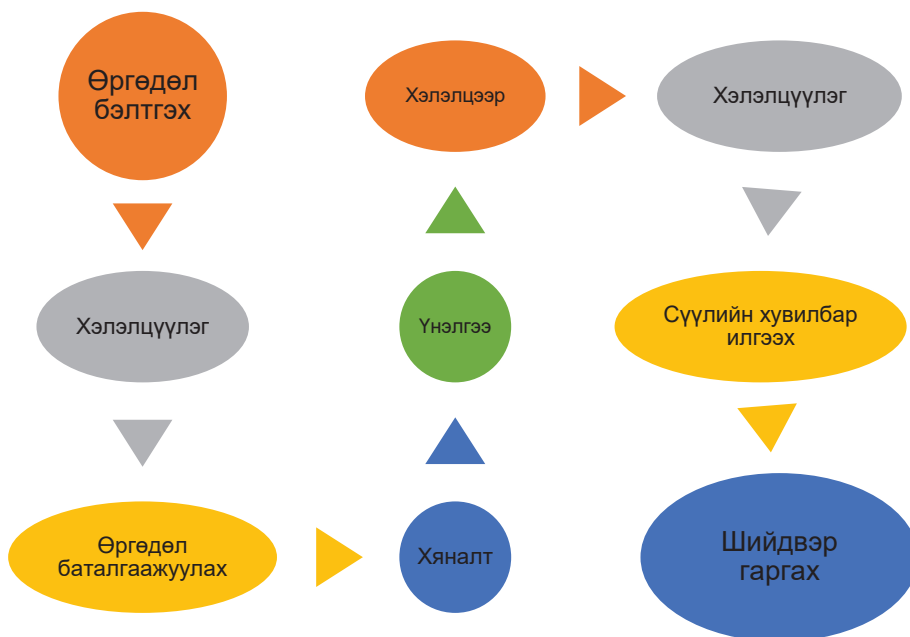 Өргөдөл
бэлтгэх
Хэлэлцүүлэг
Өргөдөл
баталгаажуулах
Хяналт
Үнэлгээ
Хэлэлцээр
Хэлэлцүүлэг
Сүүлийн хувилбар
илгээх
Шийдвэр
гаргах